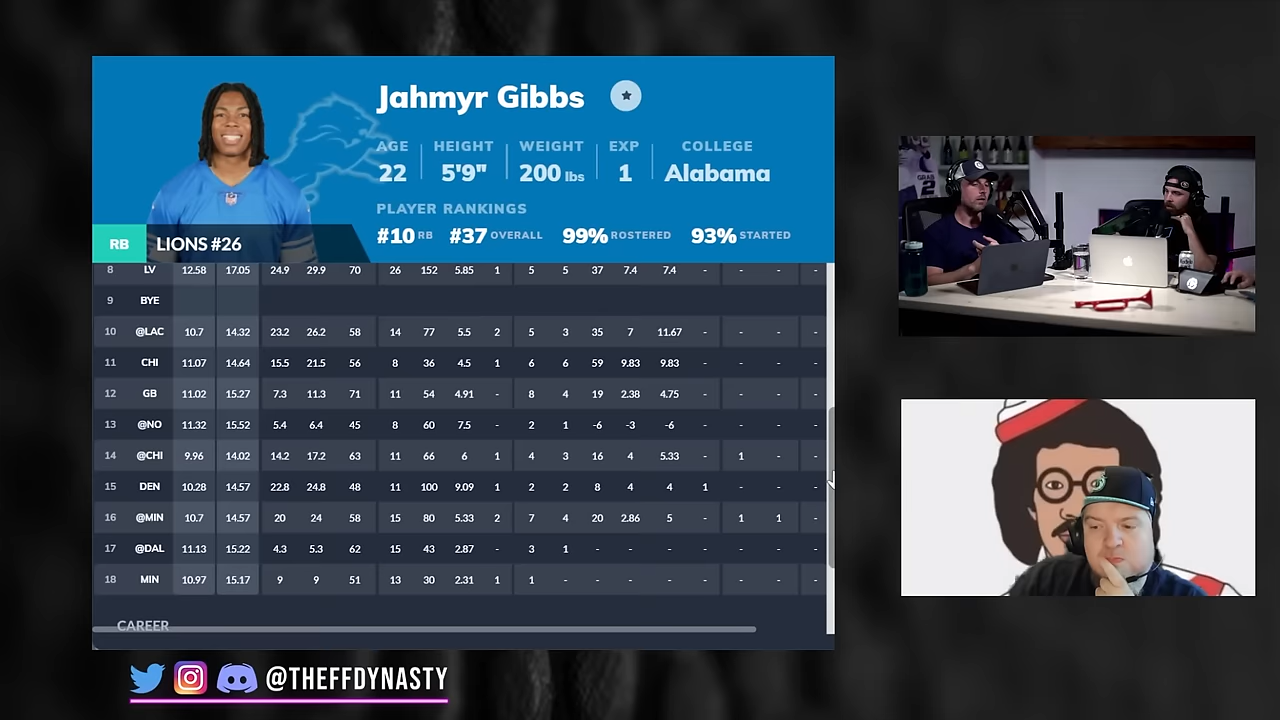 Jahmyr Gibbs
AGE HEIGHT WEIGHT EXP COLLEGE
22 5'9" 200 lbs 1 Alabama
PLAYER RANKINGS
#10 RB #37 OVERALL 99% ROSTERED 93% STARTED
RB LIONS #26
8 LV 12.58 17.05 24.9 29.9 70 26 152 5.85 1 5 5 37 7.4 7.4 - - - -
9 BYE
10 @LAC 10.7 14.32 23.2 26.2 58 14 77 5.5 2 5 3 35 7 11.67 - - - -
11 CHI 11.07 14.64 15.5 21.5 56 8 36 4.5 1 6 6 59 9.83 9.83 - - - -
12 GB 11.02 15.27 7.3 11.3 71 11 54 4.91 - 8 4 19 2.38 4.75 - - - -
13 @NO 11.32 15.52 5.4 6.4 45 8 60 7.5 - 2 1 -6 -3 -6 - - - -
14 @CHI 9.96 14.02 14.2 17.2 63 11 66 6 1 4 3 16 4 5.33 - 1 - -
15 DEN 10.28 14.57 22.8 24.8 48 11 100 9.09 1 2 2 8 4 4 1 - - -
16 @MIN 10.7 14.57 20 24 58 15 80 5.33 2 7 4 20 2.86 5 - 1 1 -
17 @DAL 11.13 15.22 4.3 5.3 62 15 43 2.87 - 3 1 - - - - - - -
18 MIN 10.97 15.17 9 9 51 13 30 2.31 1 1 - - - - - - - -
CAREER
@THEFFDYNASTY